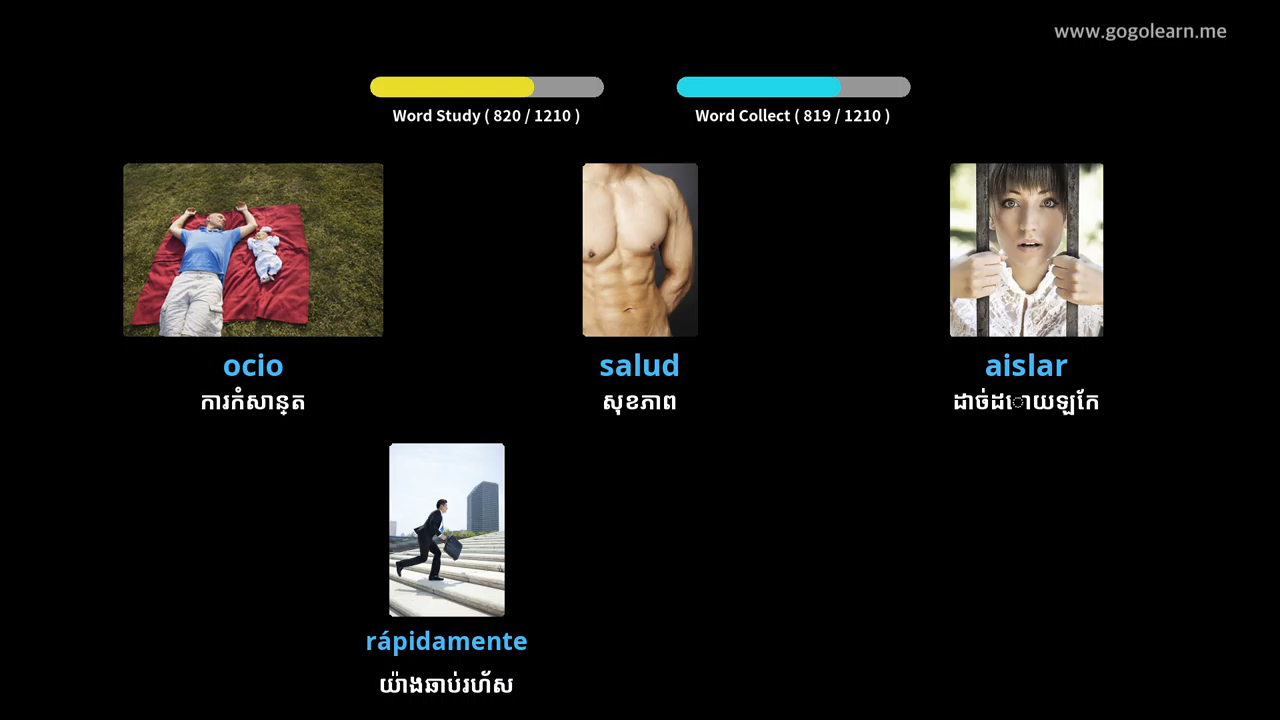 www.gogolearn.me
Word Study ( 820 / 1210 )
Word Collect ( 819 / 1210 )
ocio
ការកំសាន្ត
salud
សុខភាព
aislar
ដាច់ដោយឡកែ
rápidamente
យ៉ាងឆាប់រហ័ស